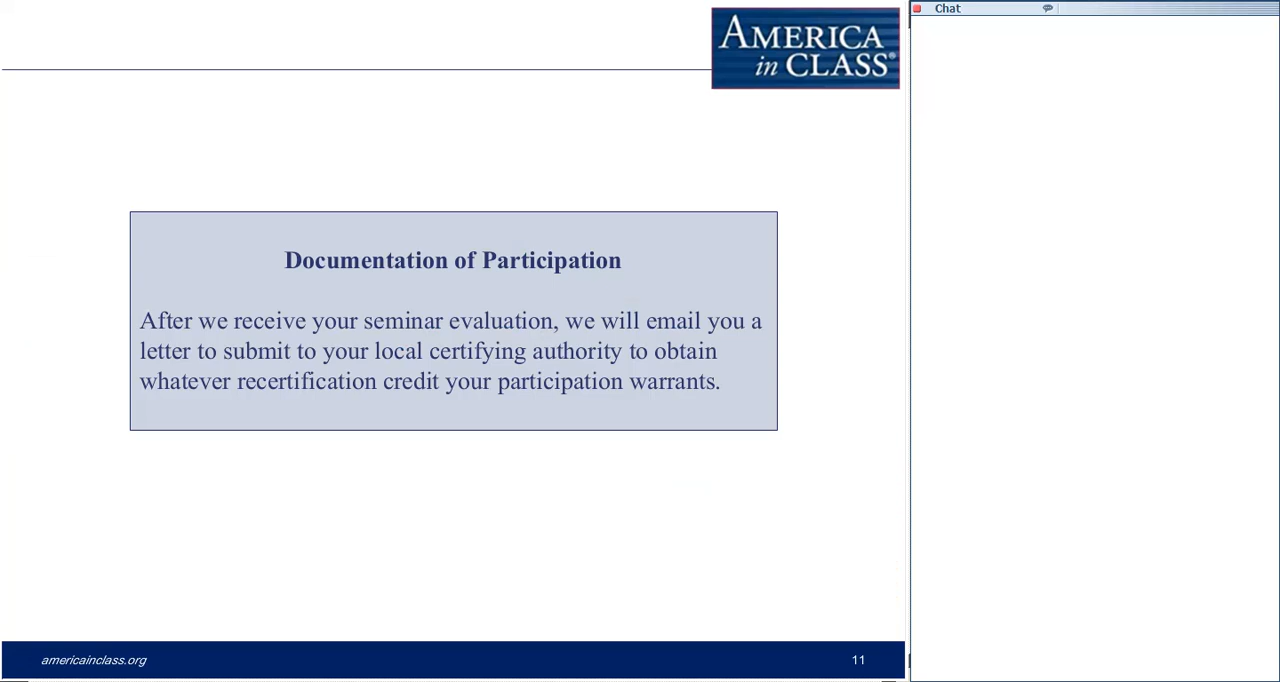 AMERICA
in CLASS®
Chat
Documentation of Participation
After we receive your seminar evaluation, we will email you a
letter to submit to your local certifying authority to obtain
whatever recertification credit your participation warrants.
americainclass.org
11